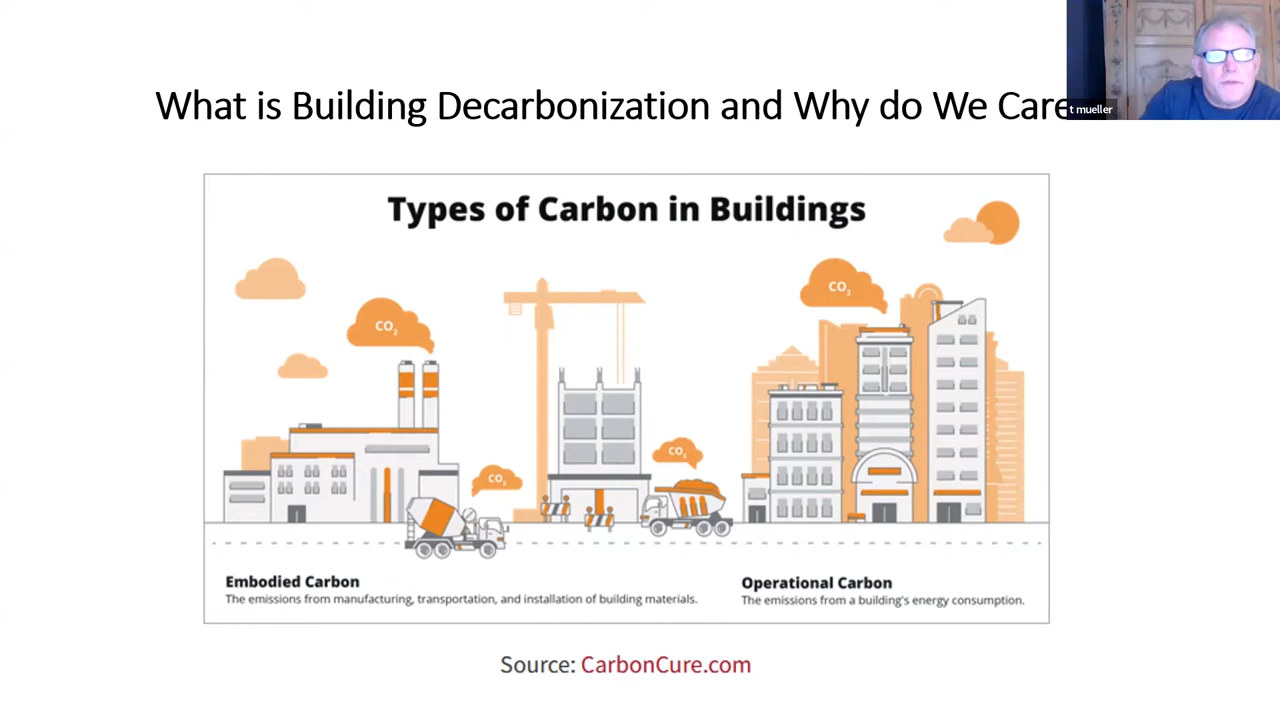 What is Building Decarbonization and Why do We Care
t mueller
Types of Carbon in Buildings
CO2
CO2
CO2
CO2
Embodied Carbon
The emissions from manufacturing, transportation, and installation of building materials.
Operational Carbon
The emissions from a building's energy consumption.
Source: CarbonCure.com